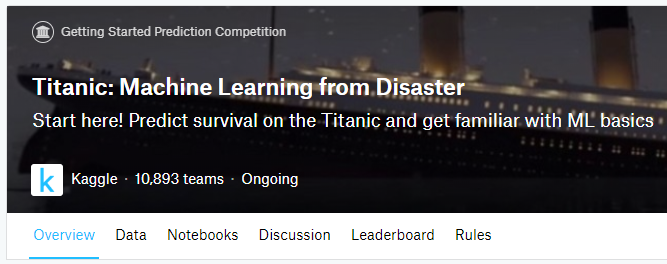 Getting Started Prediction Competition
Titanic: Machine Learning from Disaster
Start here! Predict survival on the Titanic and get familiar with ML basics
k Kaggle · 10,893 teams · Ongoing
Overview Data Notebooks Discussion Leaderboard Rules